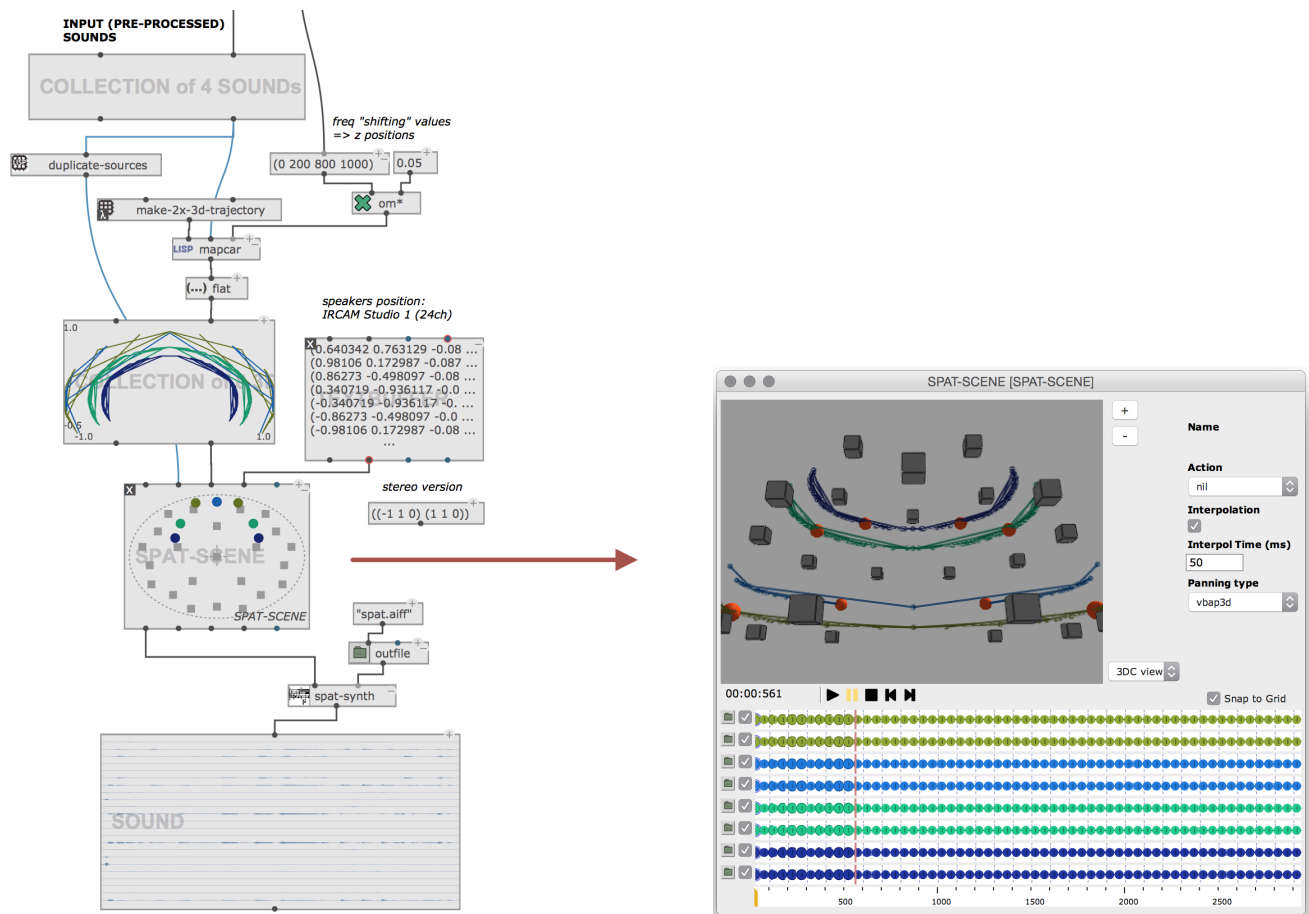 INPUT (PRE-PROCESSED)
SOUNDS
COLLECTION of 4 SOUNDs
freq "shifting" values
=> z positions
duplicate-sources
(0 200 800 1000)
0.05
make-2x-3d-trajectory
om*
LISP mapcar
(...) flat
speakers position:
IRCAM Studio 1 (24ch)
1.0
COLLECTION of
-0.5
-1.0
1.0
(0.640342 0.763129 -0.08 ...
(0.98106 0.172987 -0.087 ...
(0.86273 -0.498097 -0.08 ...
(0.340719 -0.936117 -0.0 ...
(-0.340719 -0.936117 -0. ...
(-0.86273 -0.498097 -0.0 ...
(-0.98106 0.172987 -0.08 ...
...
TEXTBUFFER
stereo version
((-1 1 0) (1 1 0))
SPAT-SCENE
SPAT-SCENE
"spat.aiff"
outfile
spat-synth
SOUND
SPAT-SCENE [SPAT-SCENE]
+
-
Name
Action
nil
Interpolation
Interpol Time (ms)
50
Panning type
vbap3d
3DC view
00:00:561
Snap to Grid
500
1000
1500
2000
2500